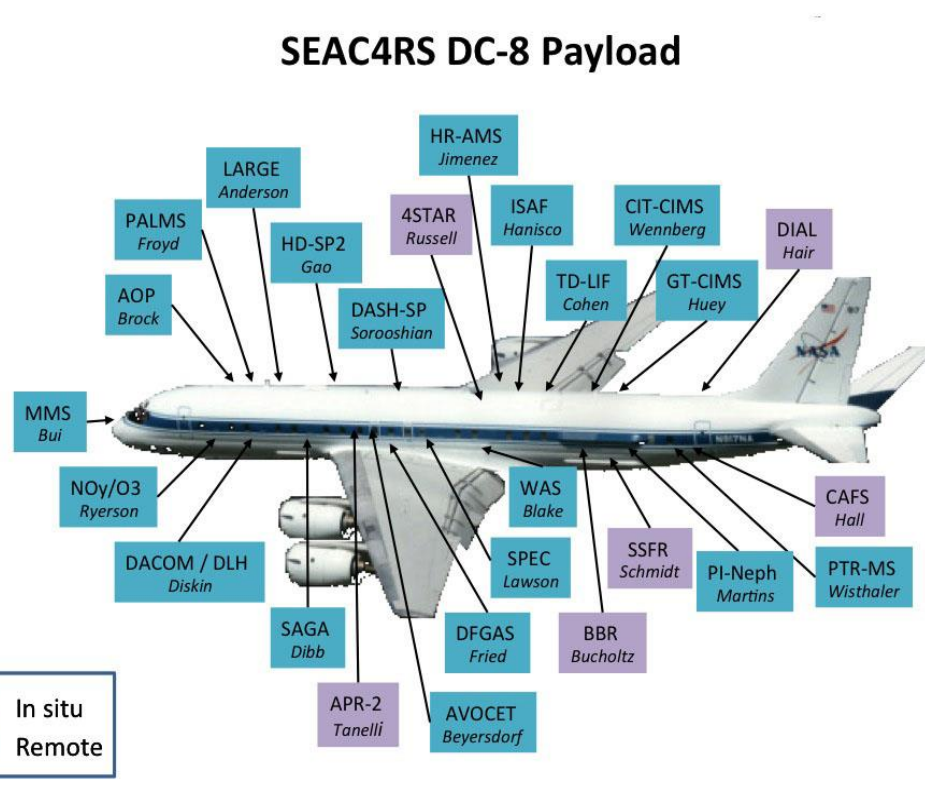 SEAC4RS DC-8 Payload
HR-AMS
Jimenez
LARGE
Anderson
4STAR
Russell
ISAF
Hanisco
CIT-CIMS
Wennberg
PALMS
Froyd
DIAL
Hair
HD-SP2
Gao
TD-LIF
Cohen
GT-CIMS
Huey
AOP
Brock
DASH-SP
Sorooshian
NASA
MMS
Bui
N817NA
NOy/O3
Ryerson
WAS
Blake
CAFS
Hall
DACOM / DLH
Diskin
SPEC
Lawson
SSFR
Schmidt
PI-Neph
Martins
PTR-MS
Wisthaler
SAGA
Dibb
DFGAS
Fried
BBR
Bucholtz
APR-2
Tanelli
AVOCET
Beyersdorf
In situ
Remote